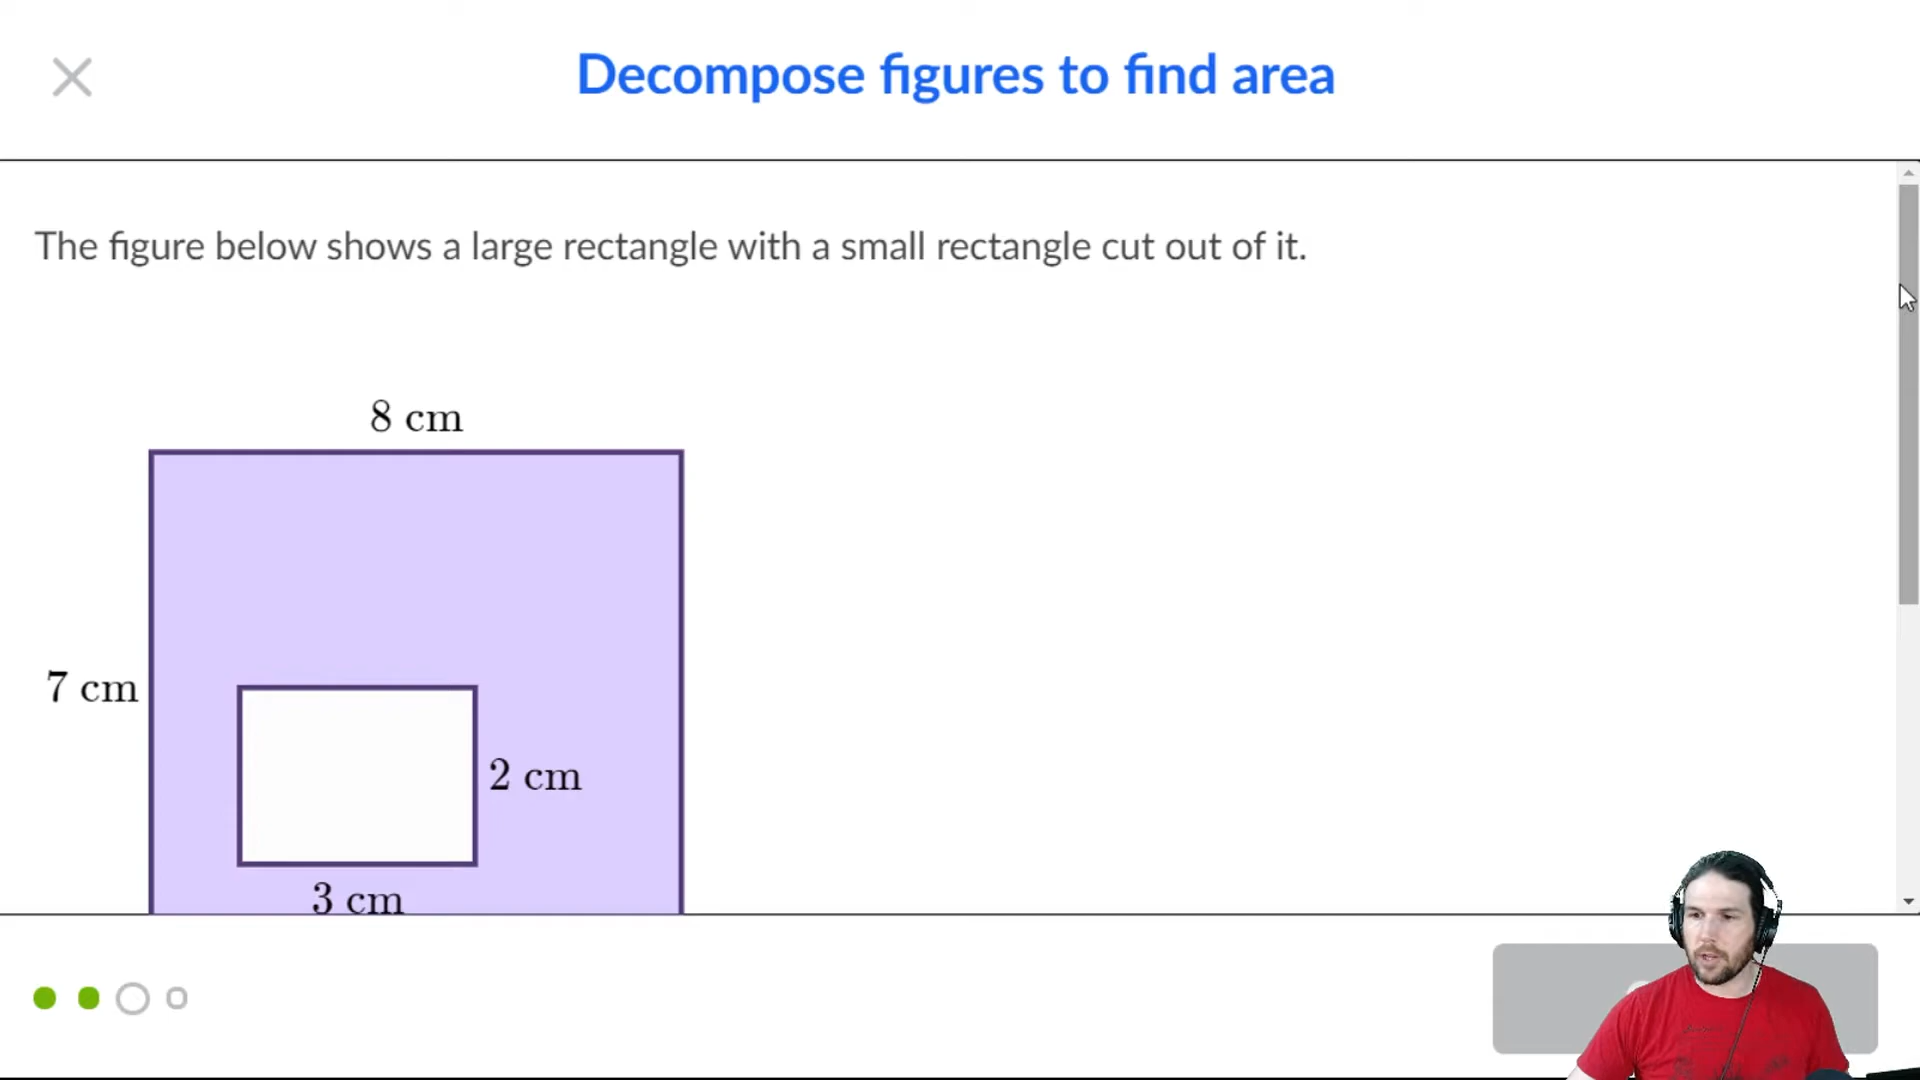 Decompose figures to find area
The figure below shows a large rectangle with a small rectangle cut out of it.
8 cm
7 cm
2 cm
3 cm